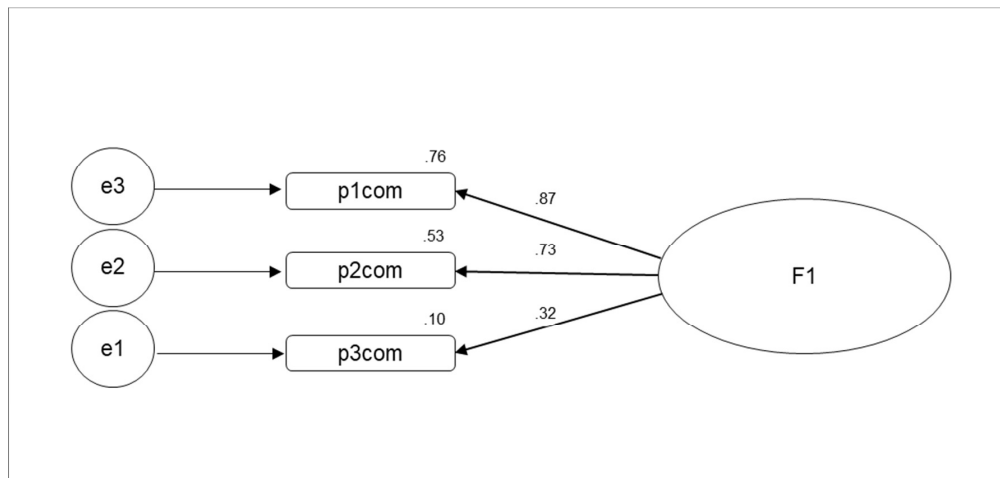 .76
e3
p1com
.87
.53
.73
e2
p2com
F1
.10
.32
e1
p3com